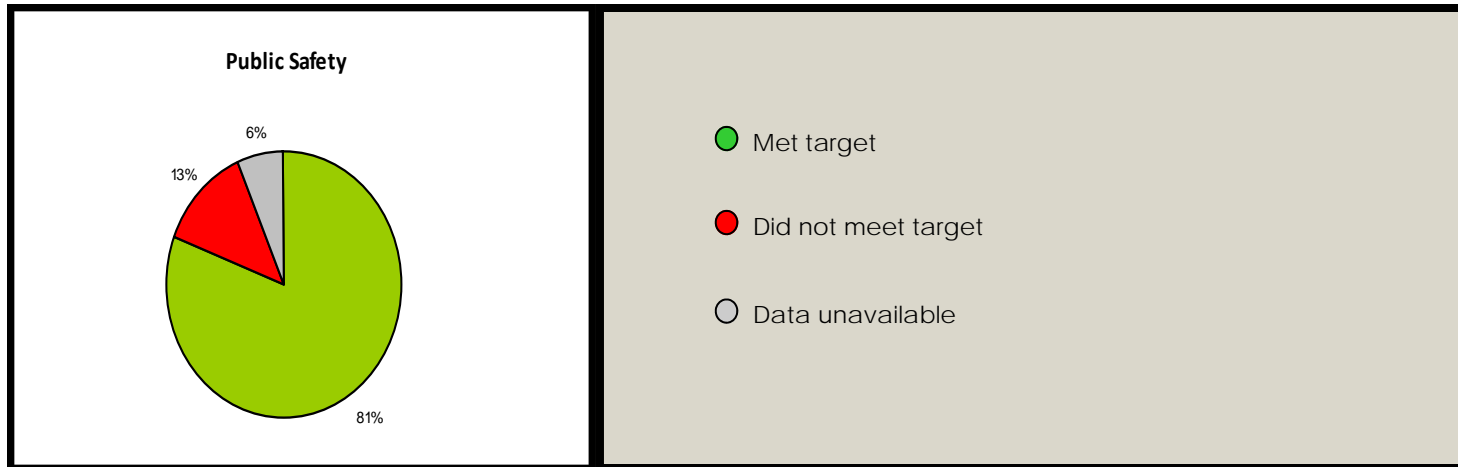 Public Safety
6%
13%
81%
Met target
Did not meet target
Data unavailable